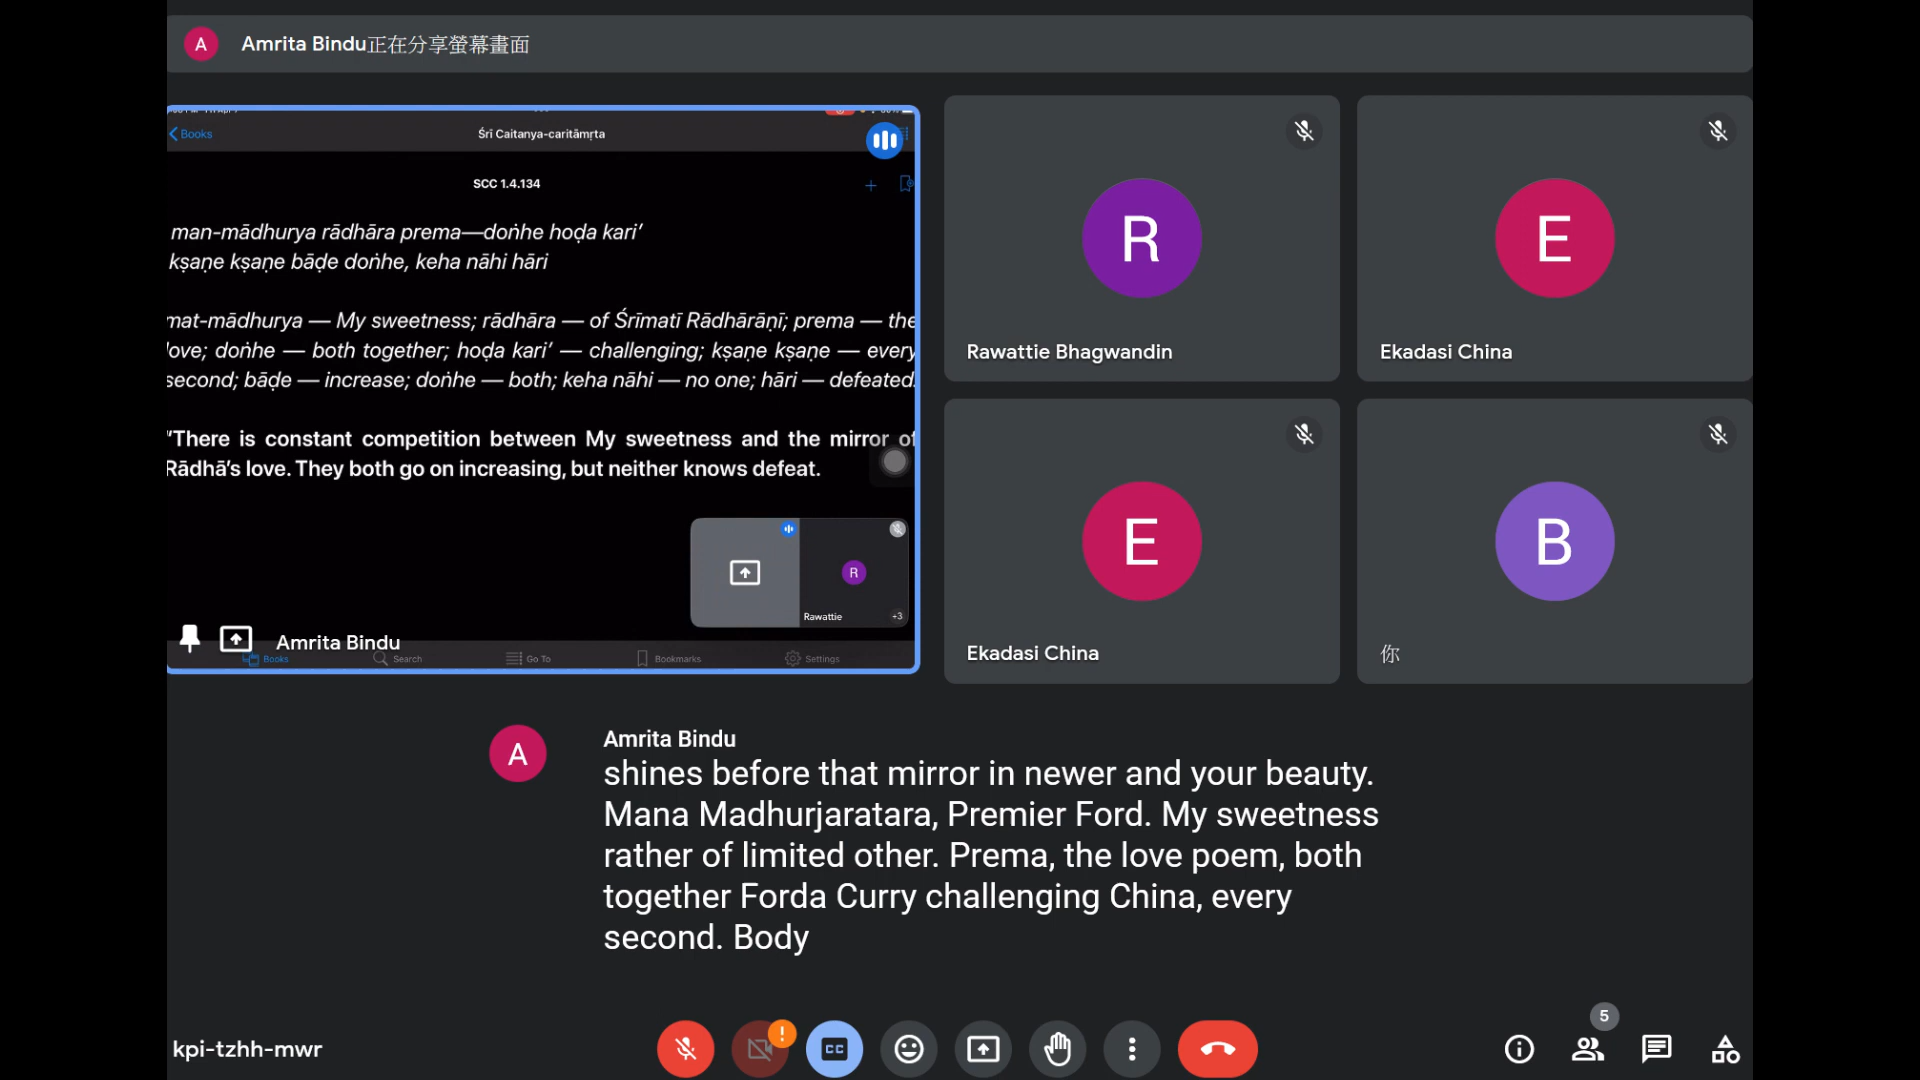 A
Amrita Bindu正在分享螢幕畫面
Books
Śrī Caitanya-caritāmṛta
SCC 1.4.134
man-mādhurya rādhāra prema—doṅhe hoḍa kari’
kṣaṇe kṣaṇe bāḍe doṅhe, keha nāhi hāri
mat-mādhurya — My sweetness; rādhāra — of Śrīmatī Rādhārāṇī; prema — the
love; doṅhe — both together; hoḍa kari’ — challenging; kṣaṇe kṣaṇe — every
second; bāḍe — increase; doṅhe — both; keha nāhi — no one; hāri — defeated.
"There is constant competition between My sweetness and the mirror of
Rādhā’s love. They both go on increasing, but neither knows defeat.
R
Rawattie
+3
Amrita Bindu
Books
Search
Go To
Bookmarks
Settings
R
Rawattie Bhagwandin
E
Ekadasi China
E
Ekadasi China
B
你
A
Amrita Bindu
shines before that mirror in newer and your beauty.
Mana Madhurjaratara, Premier Ford. My sweetness
rather of limited other. Prema, the love poem, both
together Forda Curry challenging China, every
second. Body
kpi-tzhh-mwr
CC
5